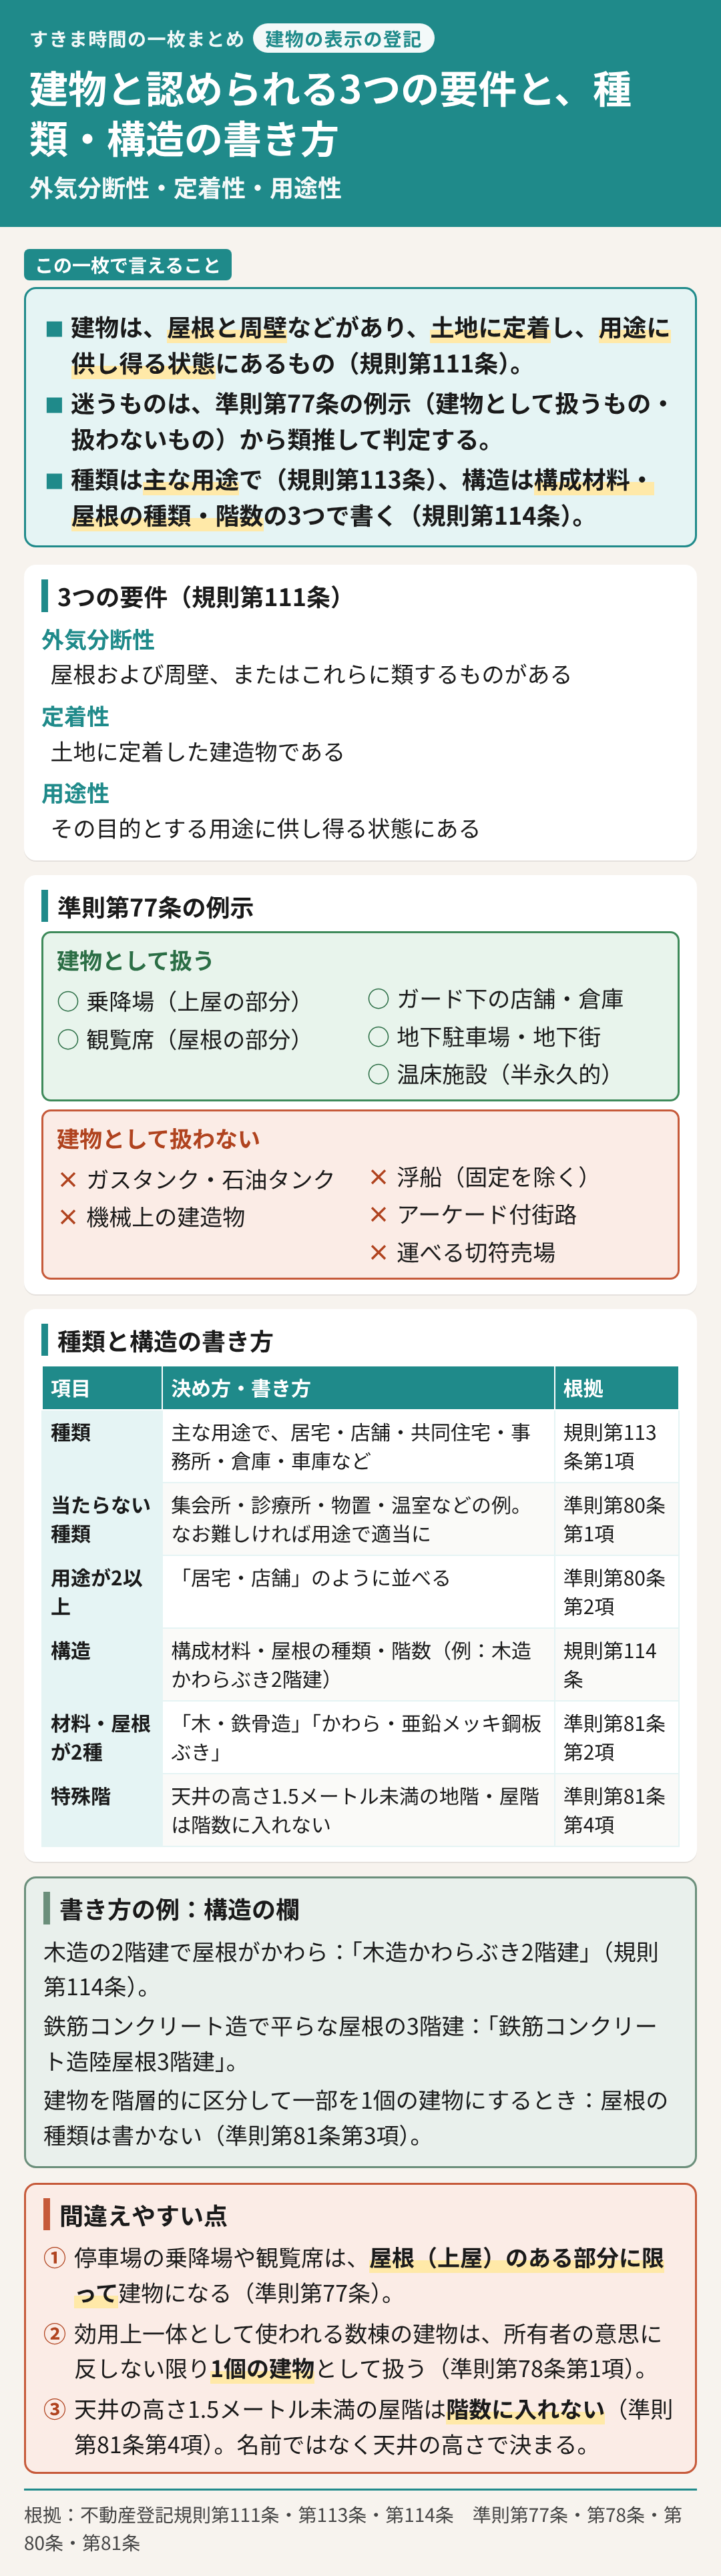 すきま時間の一枚まとめ 建物の表示の登記
建物と認められる3つの要件と、種
類・構造の書き方
外気分断性・定着性・用途性
この一枚で言えること
■ 建物は、屋根と周壁などがあり、土地に定着し、用途に
供し得る状態にあるもの（規則第111条）。
■ 迷うものは、準則第77条の例示（建物として扱うもの・
扱わないもの）から類推して判定する。
■ 種類は主な用途で（規則第113条）、構造は構成材料・
屋根の種類・階数の3つで書く（規則第114条）。
3つの要件（規則第111条）
外気分断性
屋根および周壁、またはこれらに類するものがある
定着性
土地に定着した建造物である
用途性
その目的とする用途に供し得る状態にある
準則第77条の例示
建物として扱う
○ 乗降場（上屋の部分）
○ 観覧席（屋根の部分）
○ ガード下の店舗・倉庫
○ 地下駐車場・地下街
○ 温床施設（半永久的）
建物として扱わない
× ガスタンク・石油タンク
× 機械上の建造物
× 浮船（固定を除く）
× アーケード付街路
× 運べる切符売場
種類と構造の書き方
項目 決め方・書き方 根拠
種類 主な用途で、居宅・店舗・共同住宅・事 規則第113
務所・倉庫・車庫など 条第1項
当たらない 集会所・診療所・物置・温室などの例。 準則第80条
種類 なお難しければ用途で適当に 第1項
用途が2以 「居宅・店舗」のように並べる 準則第80条
上 第2項
構造 構成材料・屋根の種類・階数（例：木造 規則第114
かわらぶき2階建） 条
材料・屋根 「木・鉄骨造」「かわら・亜鉛メッキ鋼板 準則第81条
が2種 ぶき」 第2項
特殊階 天井の高さ1.5メートル未満の地階・屋階 準則第81条
は階数に入れない 第4項
書き方の例：構造の欄
木造の2階建で屋根がかわら：「木造かわらぶき2階建」（規則
第114条）。
鉄筋コンクリート造で平らな屋根の3階建：「鉄筋コンクリー
ト造陸屋根3階建」。
建物を階層的に区分して一部を1個の建物にするとき：屋根の
種類は書かない（準則第81条第3項）。
間違えやすい点
① 停車場の乗降場や観覧席は、屋根（上屋）のある部分に限
って建物になる（準則第77条）。
② 効用上一体として使われる数棟の建物は、所有者の意思に
反しない限り1個の建物として扱う（準則第78条第1項）。
③ 天井の高さ1.5メートル未満の屋階は階数に入れない（準則
第81条第4項）。名前ではなく天井の高さで決まる。
根拠：不動産登記規則第111条・第113条・第114条　準則第77条・第78条・第
80条・第81条